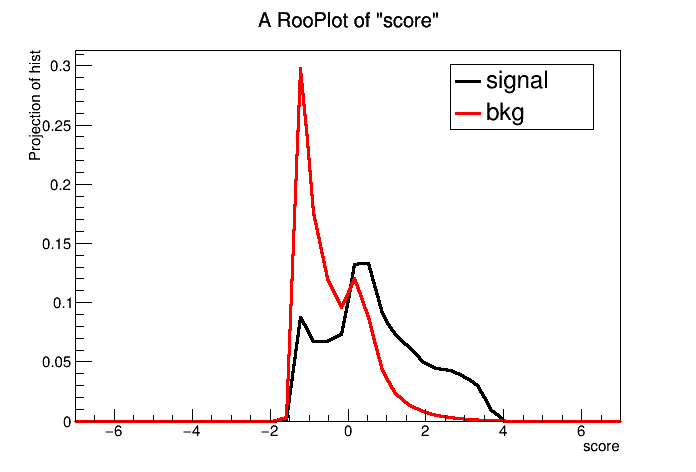 A RooPlot of "score"
Projection of hist
0.3
0.25
0.2
0.15
0.1
0.05
0
signal
bkg
−6 −4 −2 0 2 4 6
score